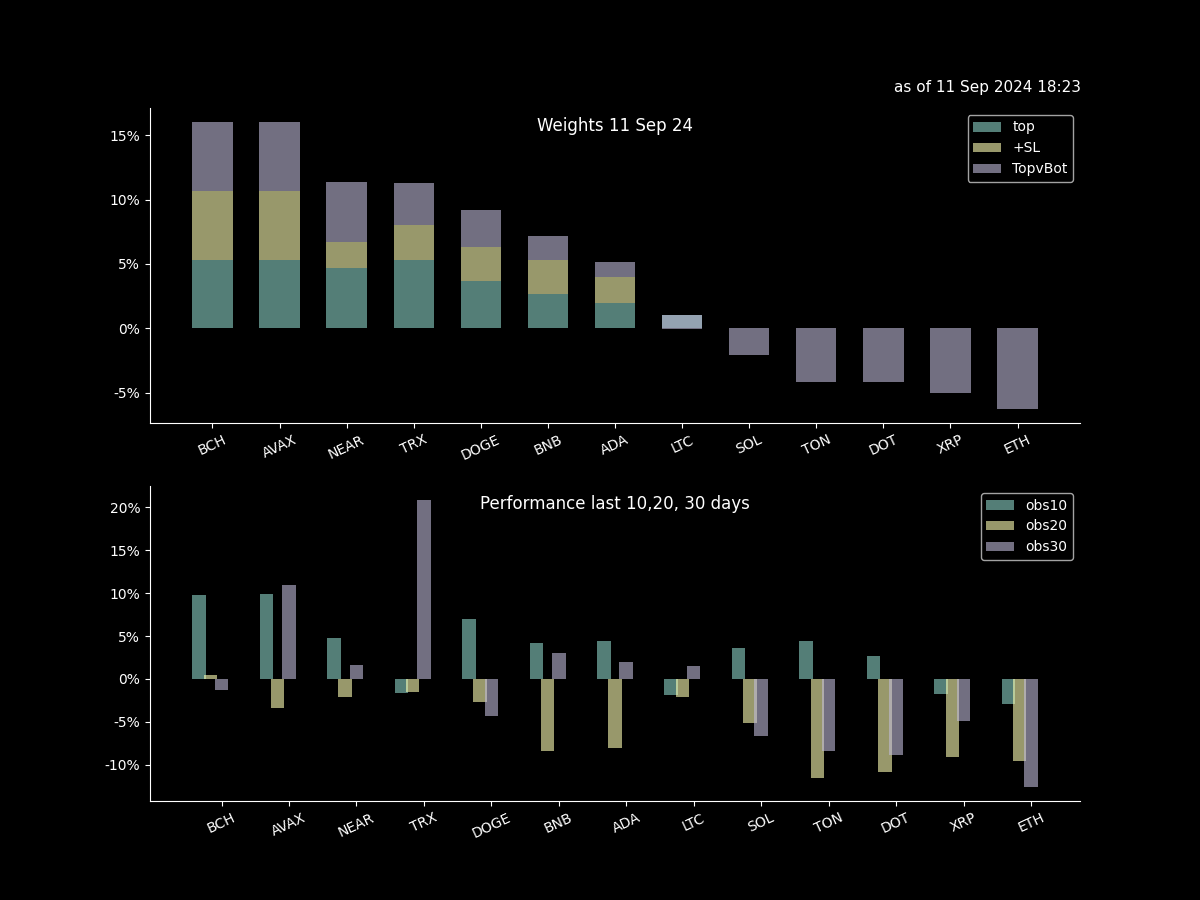 as of 11 Sep 2024 18:23
Weights 11 Sep 24
top
+SL
TopvBot
15%
10%
5%
0%
-5%
BCH AVAX NEAR TRX DOGE BNB ADA LTC SOL TON DOT XRP ETH
Performance last 10,20, 30 days
obs10
obs20
obs30
20%
15%
10%
5%
0%
-5%
-10%
BCH AVAX NEAR TRX DOGE BNB ADA LTC SOL TON DOT XRP ETH